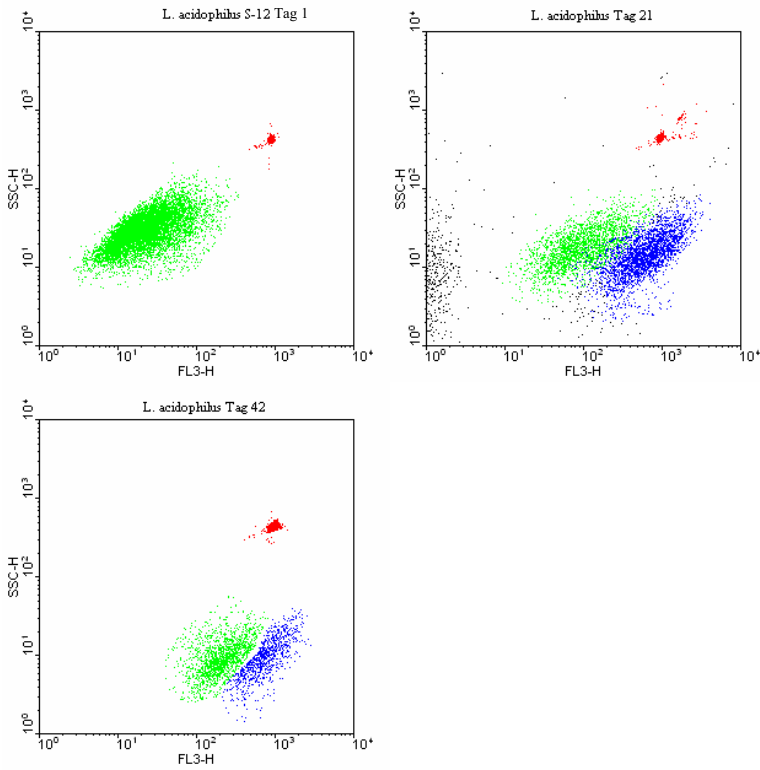 L. acidophilus S-12 Tag 1
10⁴
10³
SSC-H
10²
10¹
10⁰
10⁰ 10¹ 10² 10³ 10⁴
FL3-H
L. acidophilus Tag 21
10⁴
10³
SSC-H
10²
10¹
10⁰
10⁰ 10¹ 10² 10³ 10⁴
FL3-H
L. acidophilus Tag 42
10⁴
10³
SSC-H
10²
10¹
10⁰
10⁰ 10¹ 10² 10³ 10⁴
FL3-H